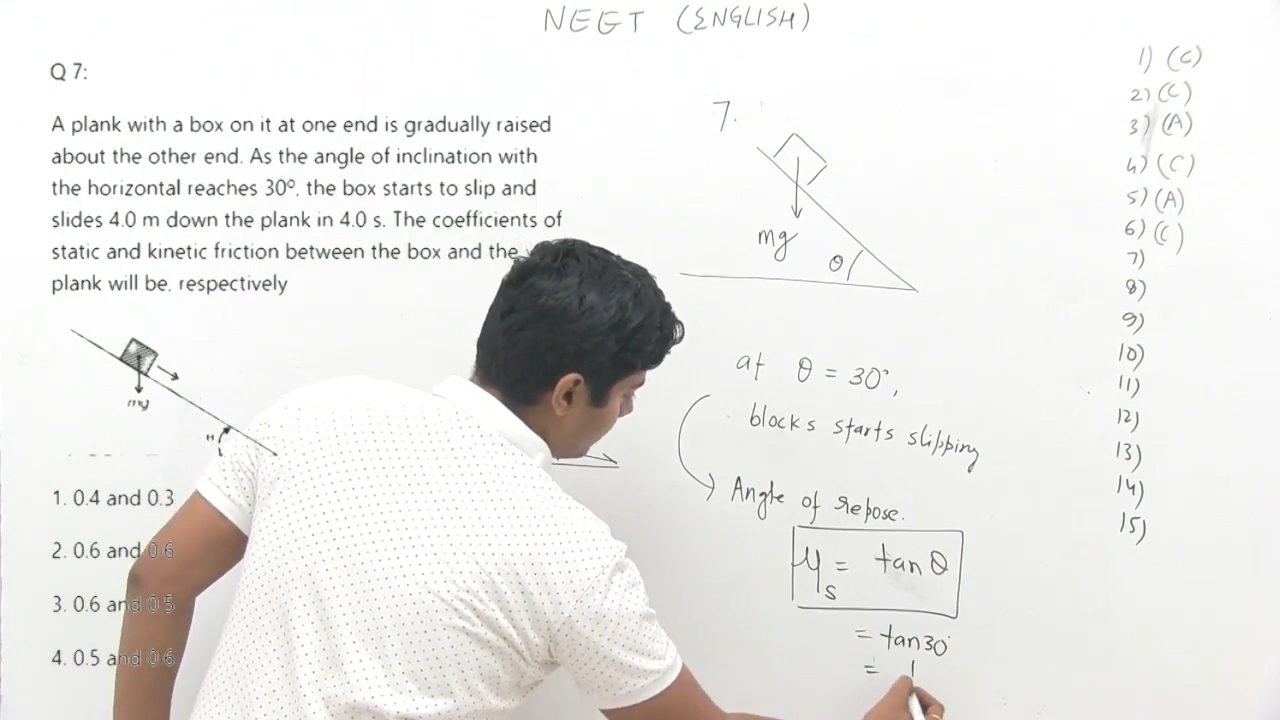 NEET (ENGLISH)
Q 7:
A plank with a box on it at one end is gradually raised
about the other end. As the angle of inclination with
the horizontal reaches 30º, the box starts to slip and
slides 4.0 m down the plank in 4.0 s. The coefficients of
static and kinetic friction between the box and the
plank will be, respectively
mg
1. 0.4 and 0.3
2. 0.6 and 0.6
3. 0.6 and 0.5
4. 0.5 and 0.6
7.
mg
θ
at θ = 30°,
blocks starts slipping
Angle of repose.
μs = tan θ
= tan30°
= 1
1) (C)
2) (C)
3) (A)
4) (C)
5) (A)
6) (C)
7)
8)
9)
10)
11)
12)
13)
14)
15)